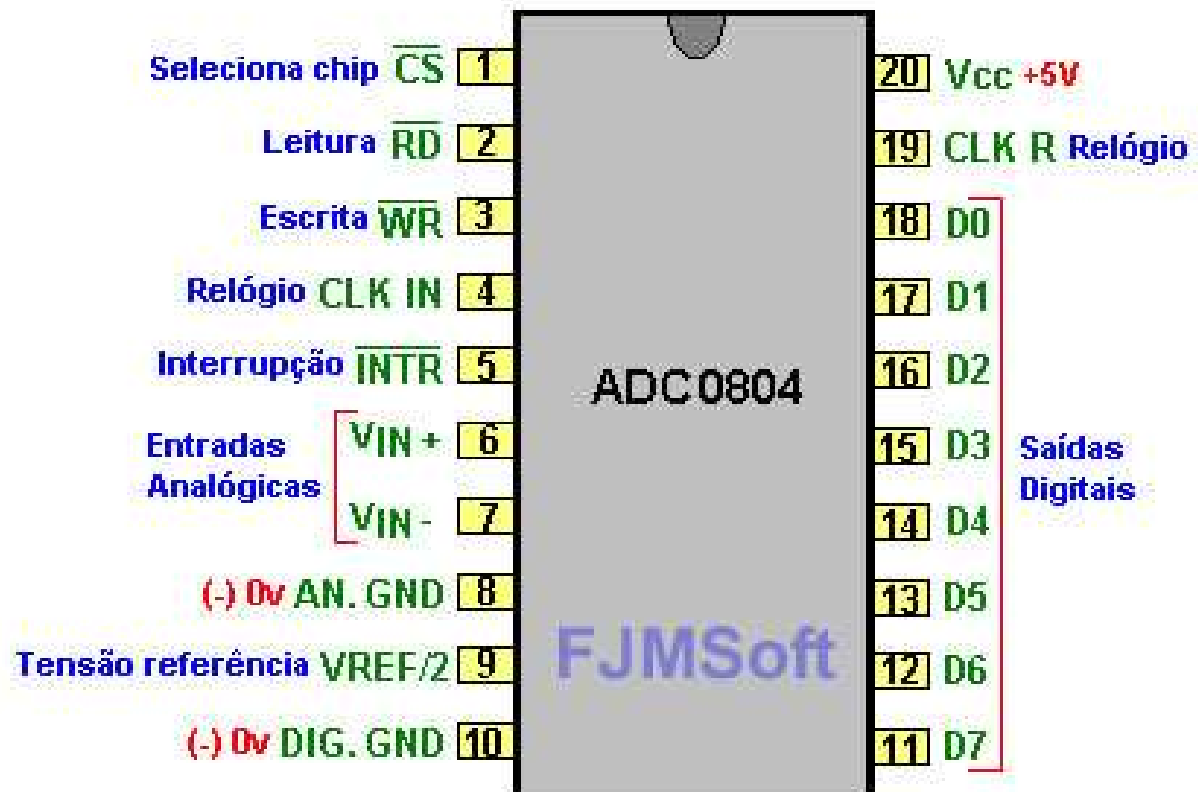 Seleciona chip CS 1
Leitura RD 2
Escrita WR 3
Relógio CLK IN 4
Interrupção INTR 5
Entradas
Analógicas
VIN + 6
VIN - 7
(-) 0v AN. GND 8
Tensão referência VREF/2 9
(-) 0v DIG. GND 10
ADC0804
FJMSoft
20 Vcc +5V
19 CLK R Relógio
18 D0
17 D1
16 D2
15 D3
14 D4
13 D5
12 D6
11 D7
Saídas
Digitais